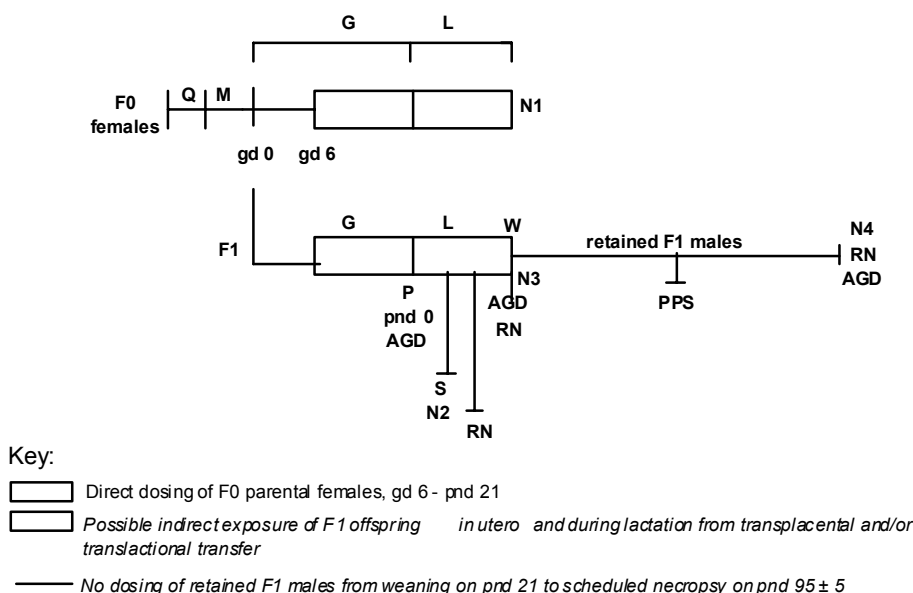 G L
F0
females
Q M
N1
gd 0 gd 6
F1
G L W
retained F1 males
N4
RN
AGD
P
pnd 0
AGD
N3
AGD
RN
PPS
S
N2
RN
Key:
Direct dosing of F0 parental females, gd 6 - pnd 21
Possible indirect exposure of F1 offspring in utero and during lactation from transplacental and/or
translactional transfer
No dosing of retained F1 males from weaning on pnd 21 to scheduled necropsy on pnd 95 ± 5